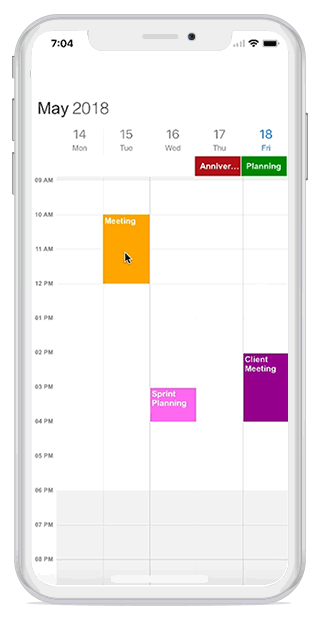 7:04
May 2018
14 15 16 17 18
Mon Tue Wed Thu Fri
Anniver... Planning
09 AM
10 AM
Meeting
11 AM
12 PM
01 PM
02 PM
Client
Meeting
03 PM
Sprint
Planning
04 PM
05 PM
06 PM
07 PM
08 PM